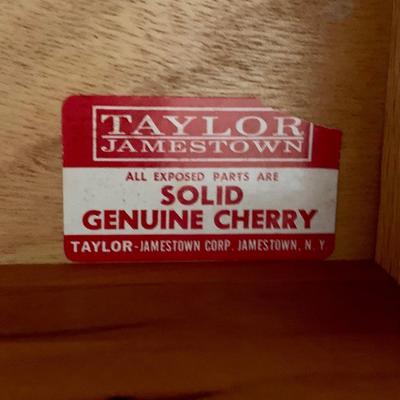 TAYLOR
JAMESTOWN
ALL EXPOSED PARTS ARE
SOLID
GENUINE CHERRY
TAYLOR-JAMESTOWN CORP. JAMESTOWN, N. Y